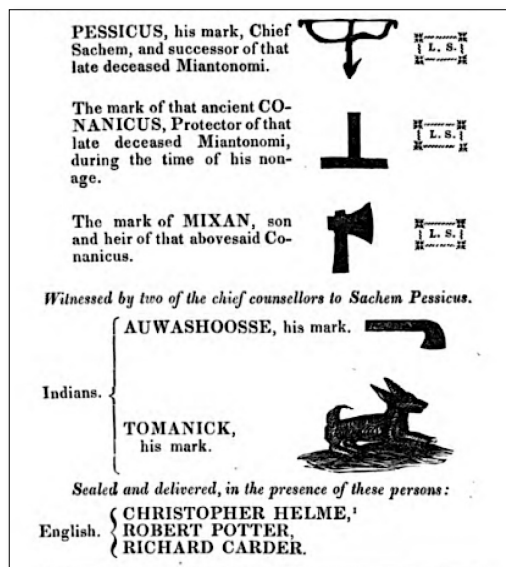 PESSICUS, his mark, Chief
Sachem, and successor of that
late deceased Miantonomi.
L. S.
The mark of that ancient CO-
NANICUS, Protector of that
late deceased Miantonomi,
during the time of his non-
age.
L. S.
The mark of MIXAN, son
and heir of that abovesaid Co-
nanicus.
L. S.
Witnessed by two of the chief counsellors to Sachem Pessicus.
Indians.
AUWASHOOSSE, his mark.
TOMANICK,
his mark.
Sealed and delivered, in the presence of these persons:
English.
CHRISTOPHER HELME,¹
ROBERT POTTER,
RICHARD CARDER.